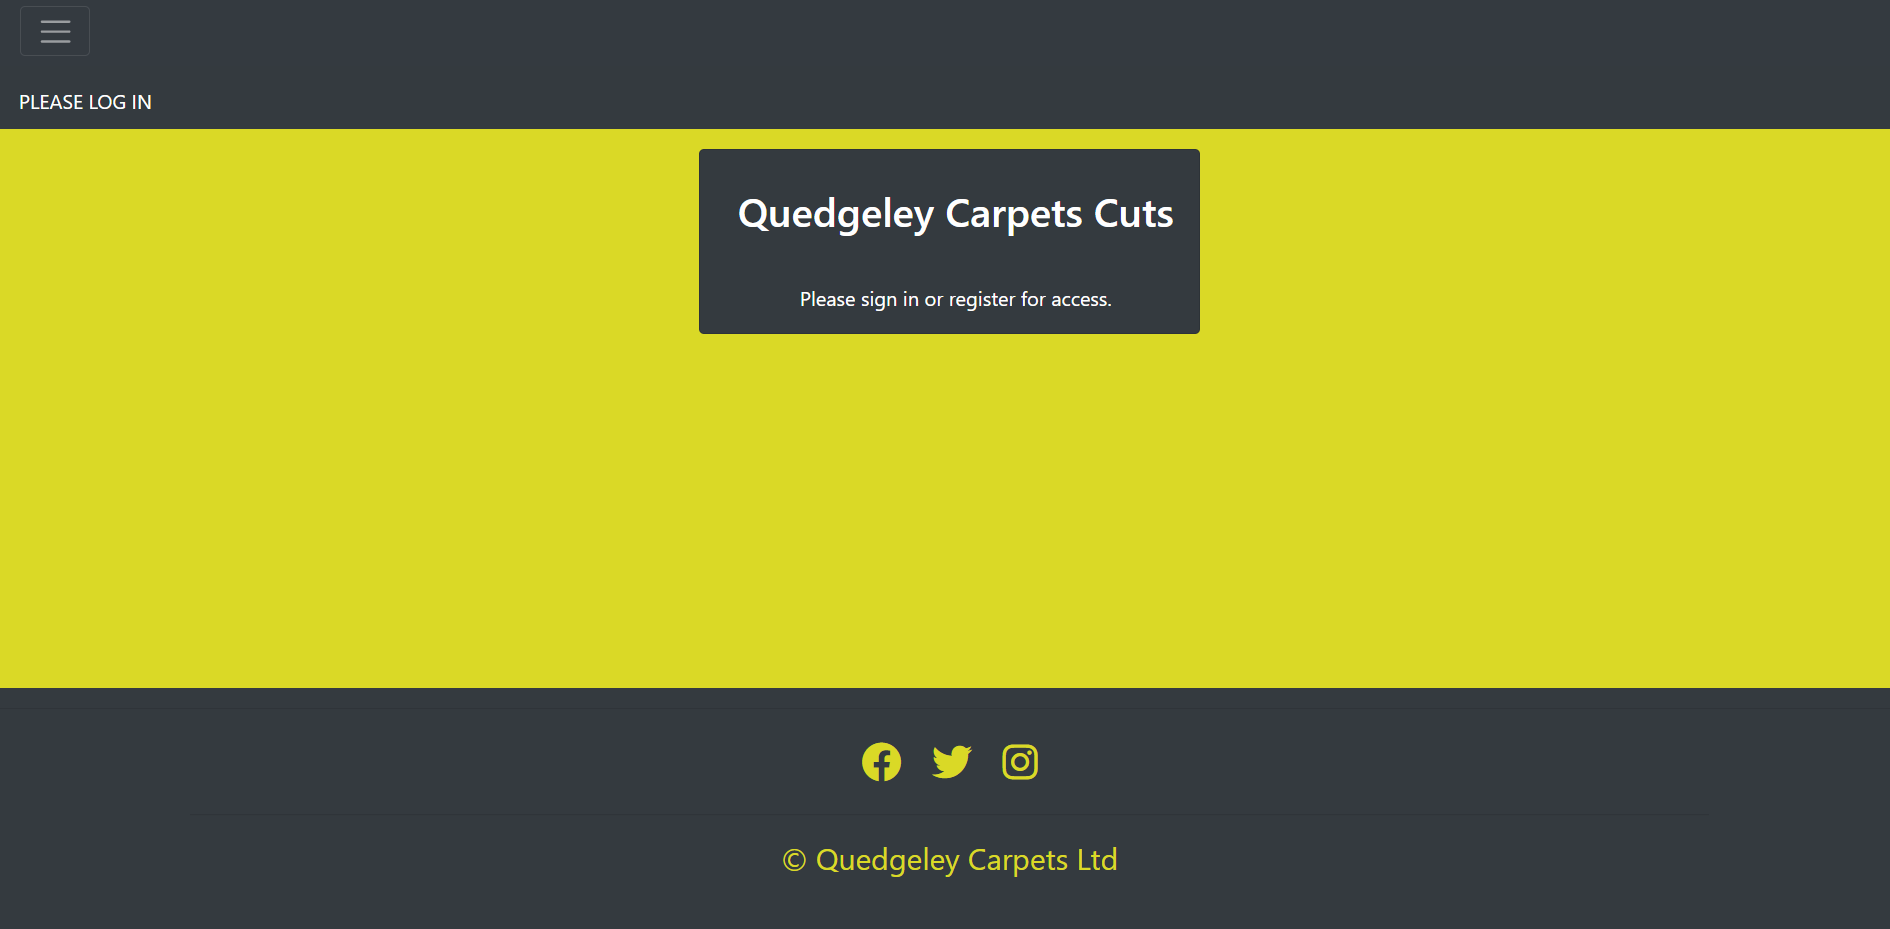 PLEASE LOG IN
Quedgeley Carpets Cuts
Please sign in or register for access.
© Quedgeley Carpets Ltd